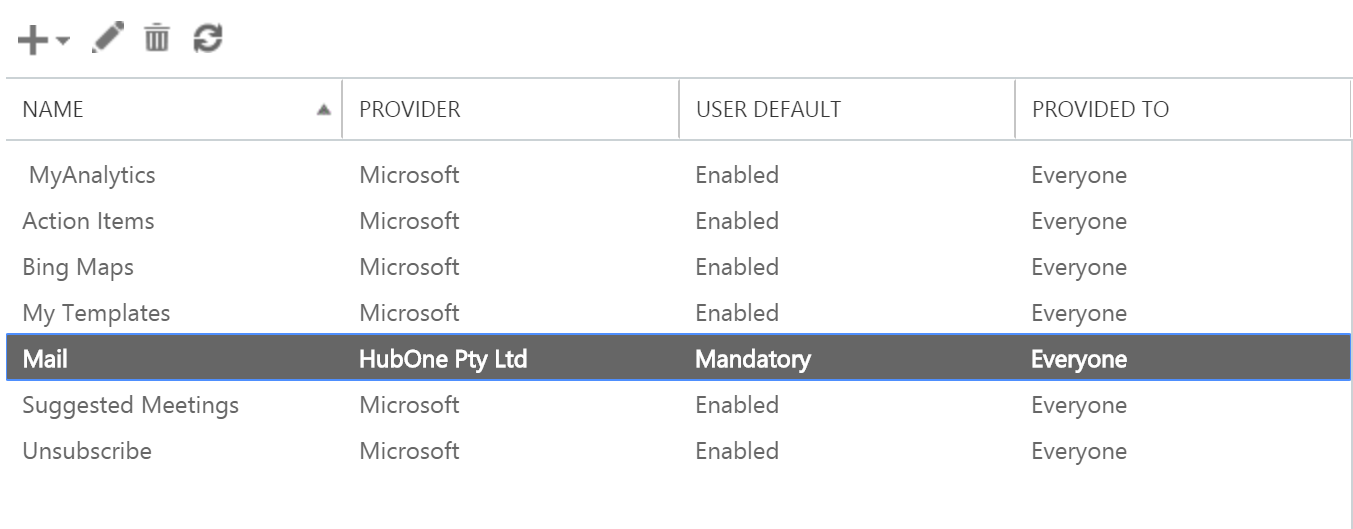 NAME PROVIDER USER DEFAULT PROVIDED TO
MyAnalytics Microsoft Enabled Everyone
Action Items Microsoft Enabled Everyone
Bing Maps Microsoft Enabled Everyone
My Templates Microsoft Enabled Everyone
Mail HubOne Pty Ltd Mandatory Everyone
Suggested Meetings Microsoft Enabled Everyone
Unsubscribe Microsoft Enabled Everyone